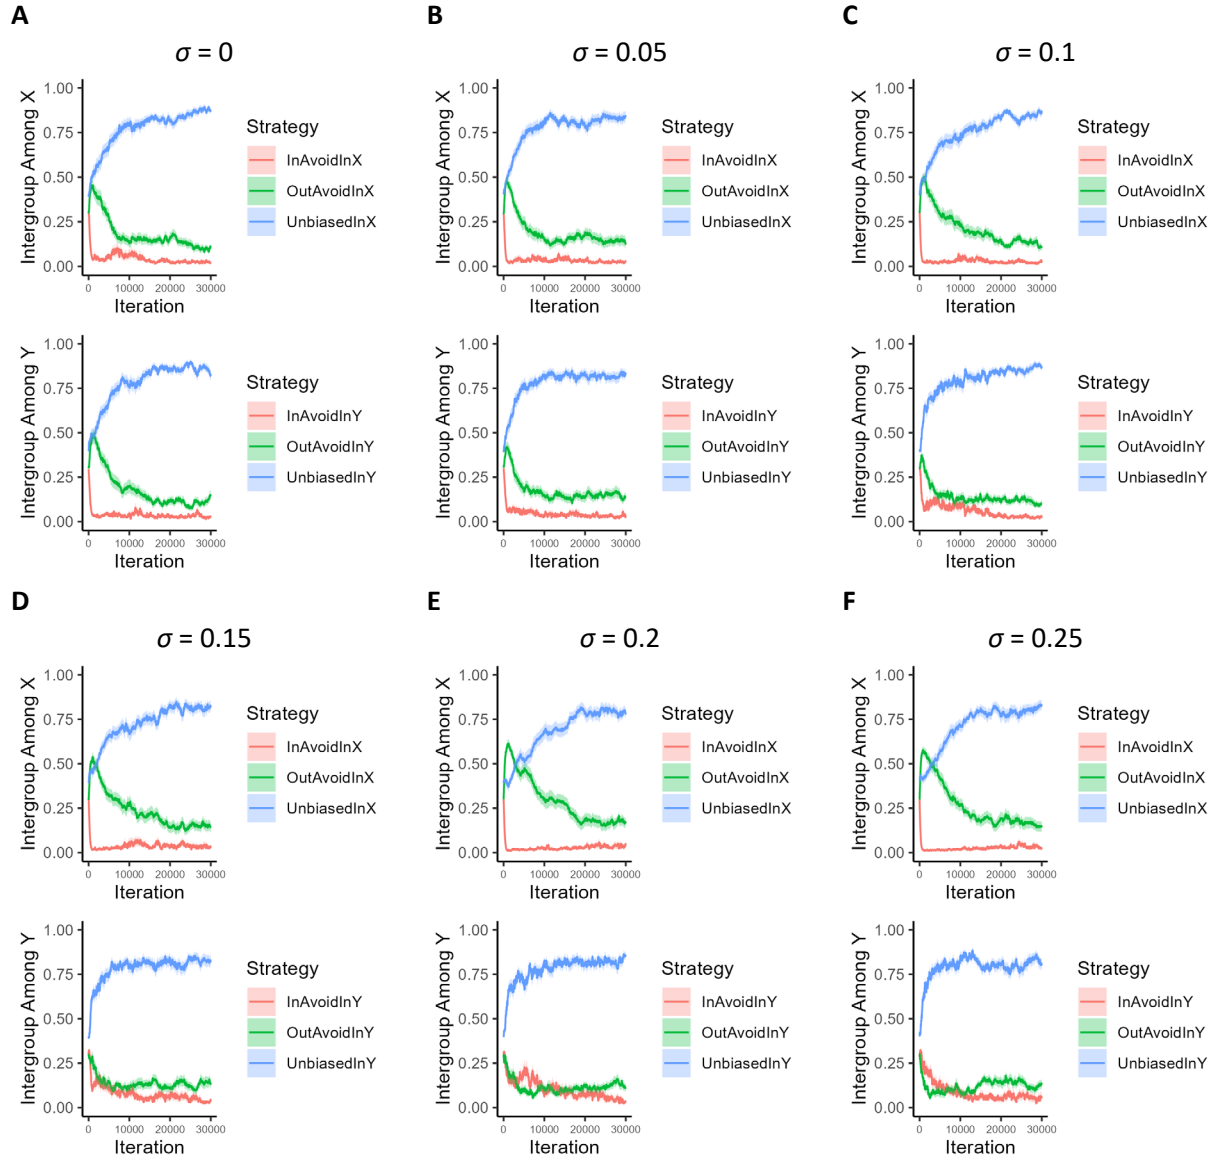 A
σ = 0
Intergroup Among X
1.00
0.75
0.50
0.25
0.00
0
10000
20000
30000
Iteration
Strategy
InAvoidInX
OutAvoidInX
UnbiasedInX
Intergroup Among Y
1.00
0.75
0.50
0.25
0.00
0
10000
20000
30000
Iteration
Strategy
InAvoidInY
OutAvoidInY
UnbiasedInY
B
σ = 0.05
Intergroup Among X
1.00
0.75
0.50
0.25
0.00
0
10000
20000
30000
Iteration
Strategy
InAvoidInX
OutAvoidInX
UnbiasedInX
Intergroup Among Y
1.00
0.75
0.50
0.25
0.00
0
10000
20000
30000
Iteration
Strategy
InAvoidInY
OutAvoidInY
UnbiasedInY
C
σ = 0.1
Intergroup Among X
1.00
0.75
0.50
0.25
0.00
0
10000
20000
30000
Iteration
Strategy
InAvoidInX
OutAvoidInX
UnbiasedInX
Intergroup Among Y
1.00
0.75
0.50
0.25
0.00
0
10000
20000
30000
Iteration
Strategy
InAvoidInY
OutAvoidInY
UnbiasedInY
D
σ = 0.15
Intergroup Among X
1.00
0.75
0.50
0.25
0.00
0
10000
20000
30000
Iteration
Strategy
InAvoidInX
OutAvoidInX
UnbiasedInX
Intergroup Among Y
1.00
0.75
0.50
0.25
0.00
0
10000
20000
30000
Iteration
Strategy
InAvoidInY
OutAvoidInY
UnbiasedInY
E
σ = 0.2
Intergroup Among X
1.00
0.75
0.50
0.25
0.00
0
10000
20000
30000
Iteration
Strategy
InAvoidInX
OutAvoidInX
UnbiasedInX
Intergroup Among Y
1.00
0.75
0.50
0.25
0.00
0
10000
20000
30000
Iteration
Strategy
InAvoidInY
OutAvoidInY
UnbiasedInY
F
σ = 0.25
Intergroup Among X
1.00
0.75
0.50
0.25
0.00
0
10000
20000
30000
Iteration
Strategy
InAvoidInX
OutAvoidInX
UnbiasedInX
Intergroup Among Y
1.00
0.75
0.50
0.25
0.00
0
10000
20000
30000
Iteration
Strategy
InAvoidInY
OutAvoidInY
UnbiasedInY